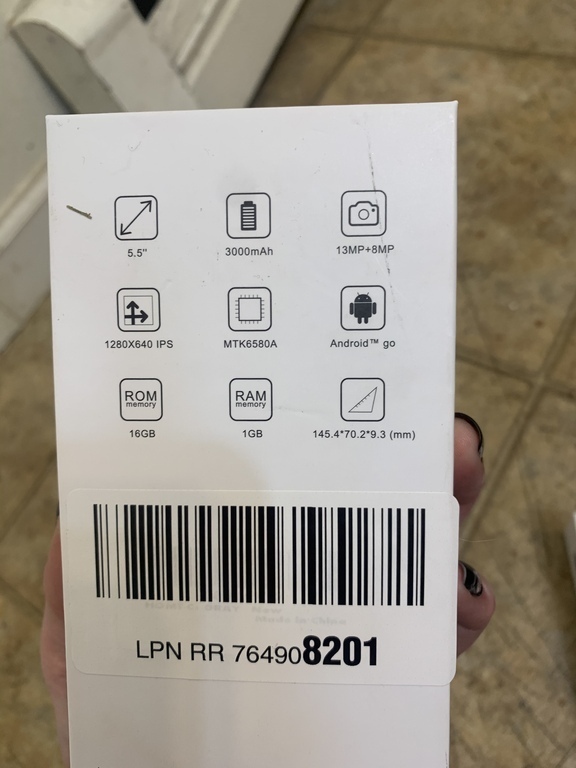 5.5"
3000mAh
13MP+8MP
1280X640 IPS
MTK6580A
Android™ go
ROM
memory
RAM
memory
16GB
1GB
145.4*70.2*9.3 (mm)
LPN RR 764908201